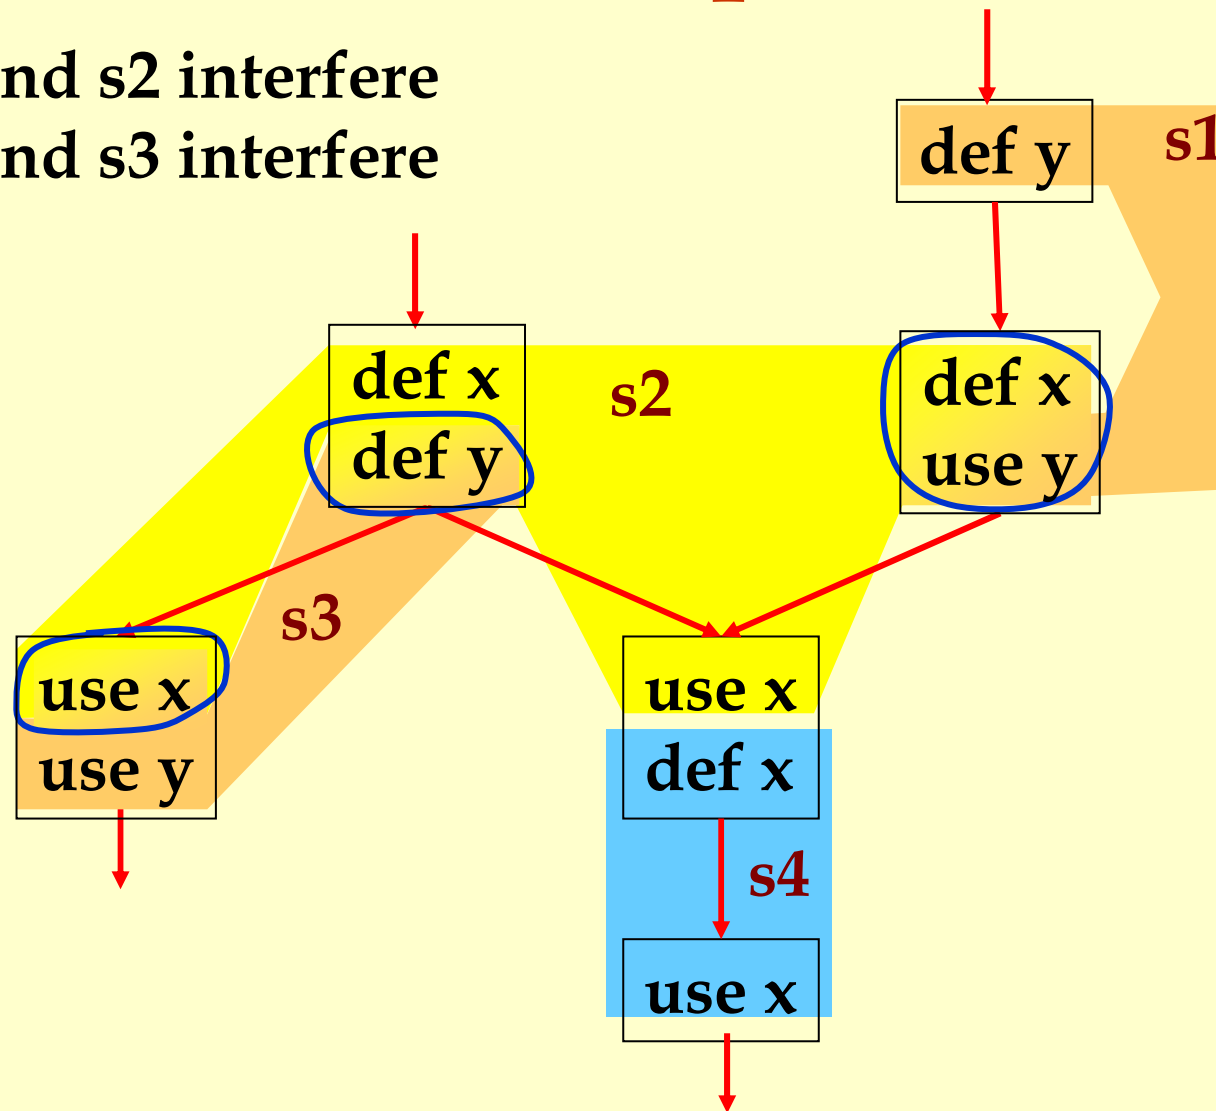 nd s2 interfere
nd s3 interfere
def y
s1
def x
def y
s2
def x
use y
s3
use x
use y
use x
def x
s4
use x